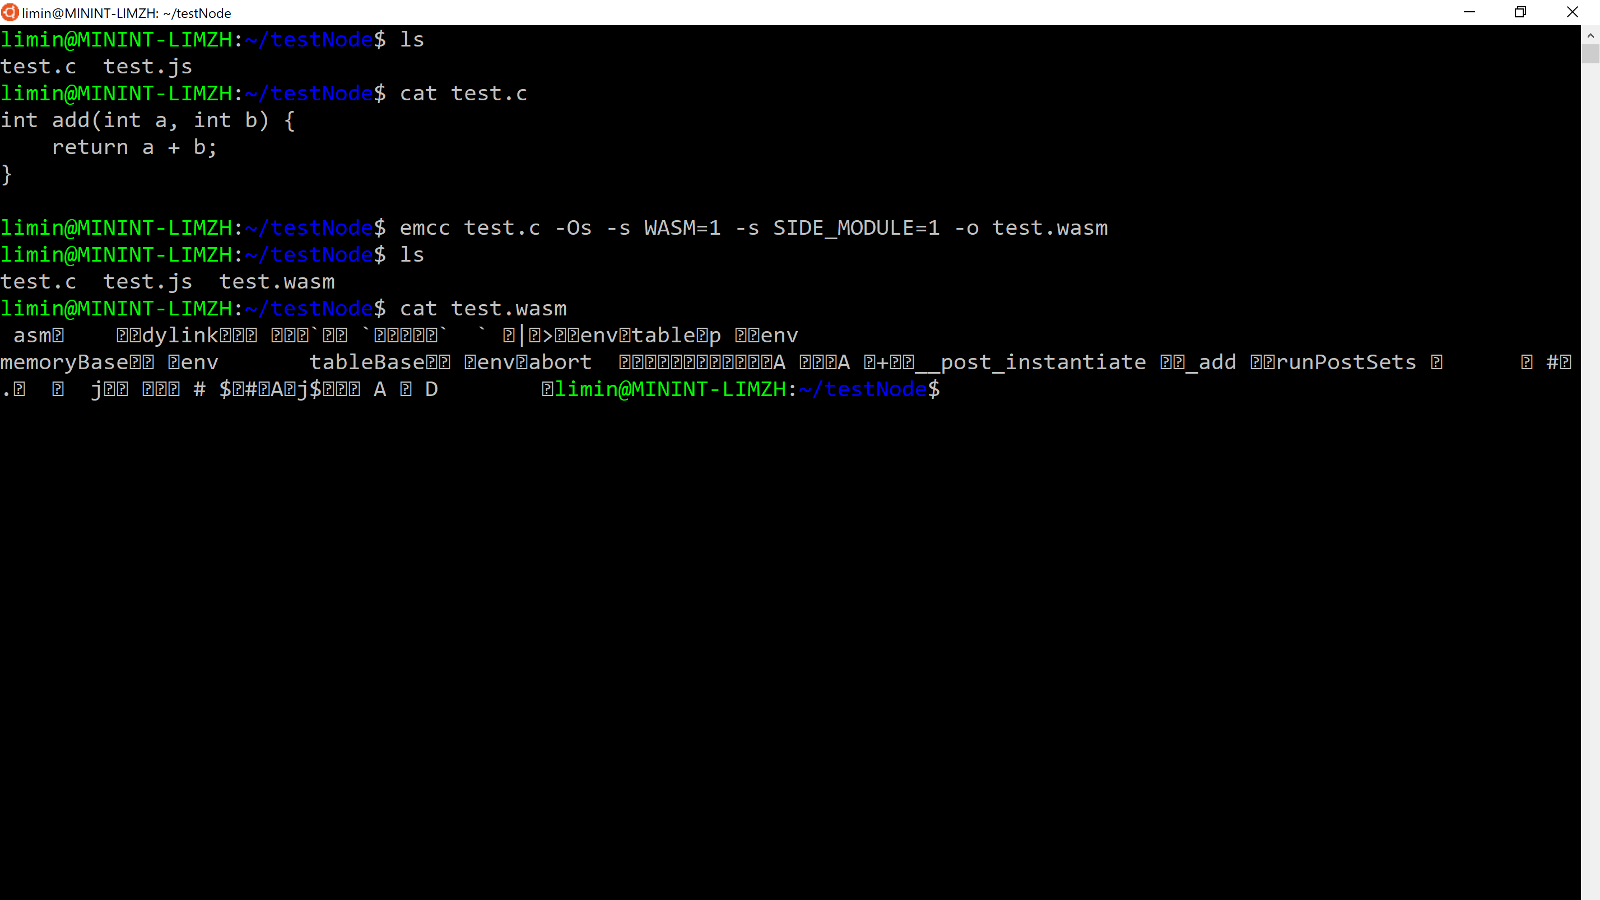 limin@MININT-LIMZH: ~/testNode
limin@MININT-LIMZH:~/testNode$ ls
test.c  test.js
limin@MININT-LIMZH:~/testNode$ cat test.c
int add(int a, int b) {
    return a + b;
}
limin@MININT-LIMZH:~/testNode$ emcc test.c -Os -s WASM=1 -s SIDE_MODULE=1 -o test.wasm
limin@MININT-LIMZH:~/testNode$ ls
test.c  test.js  test.wasm
limin@MININT-LIMZH:~/testNode$ cat test.wasm
 asm⍰    ⍰⍰dylink⍰⍰⍰ ⍰⍰⍰`⍰⍰ `⍰⍰⍰⍰⍰`  ` ⍰|⍰>⍰⍰env⍰table⍰p ⍰⍰env
memoryBase⍰⍰ ⍰env       tableBase⍰⍰ ⍰env⍰abort  ⍰⍰⍰⍰⍰⍰⍰⍰⍰⍰⍰⍰A ⍰⍰⍰A ⍰+⍰⍰__post_instantiate ⍰⍰_add ⍰⍰runPostSets ⍰      ⍰ #⍰
.⍰  ⍰  j⍰⍰ ⍰⍰⍰ # $⍰#⍰A⍰j$⍰⍰⍰ A ⍰ D        ⍰limin@MININT-LIMZH:~/testNode$